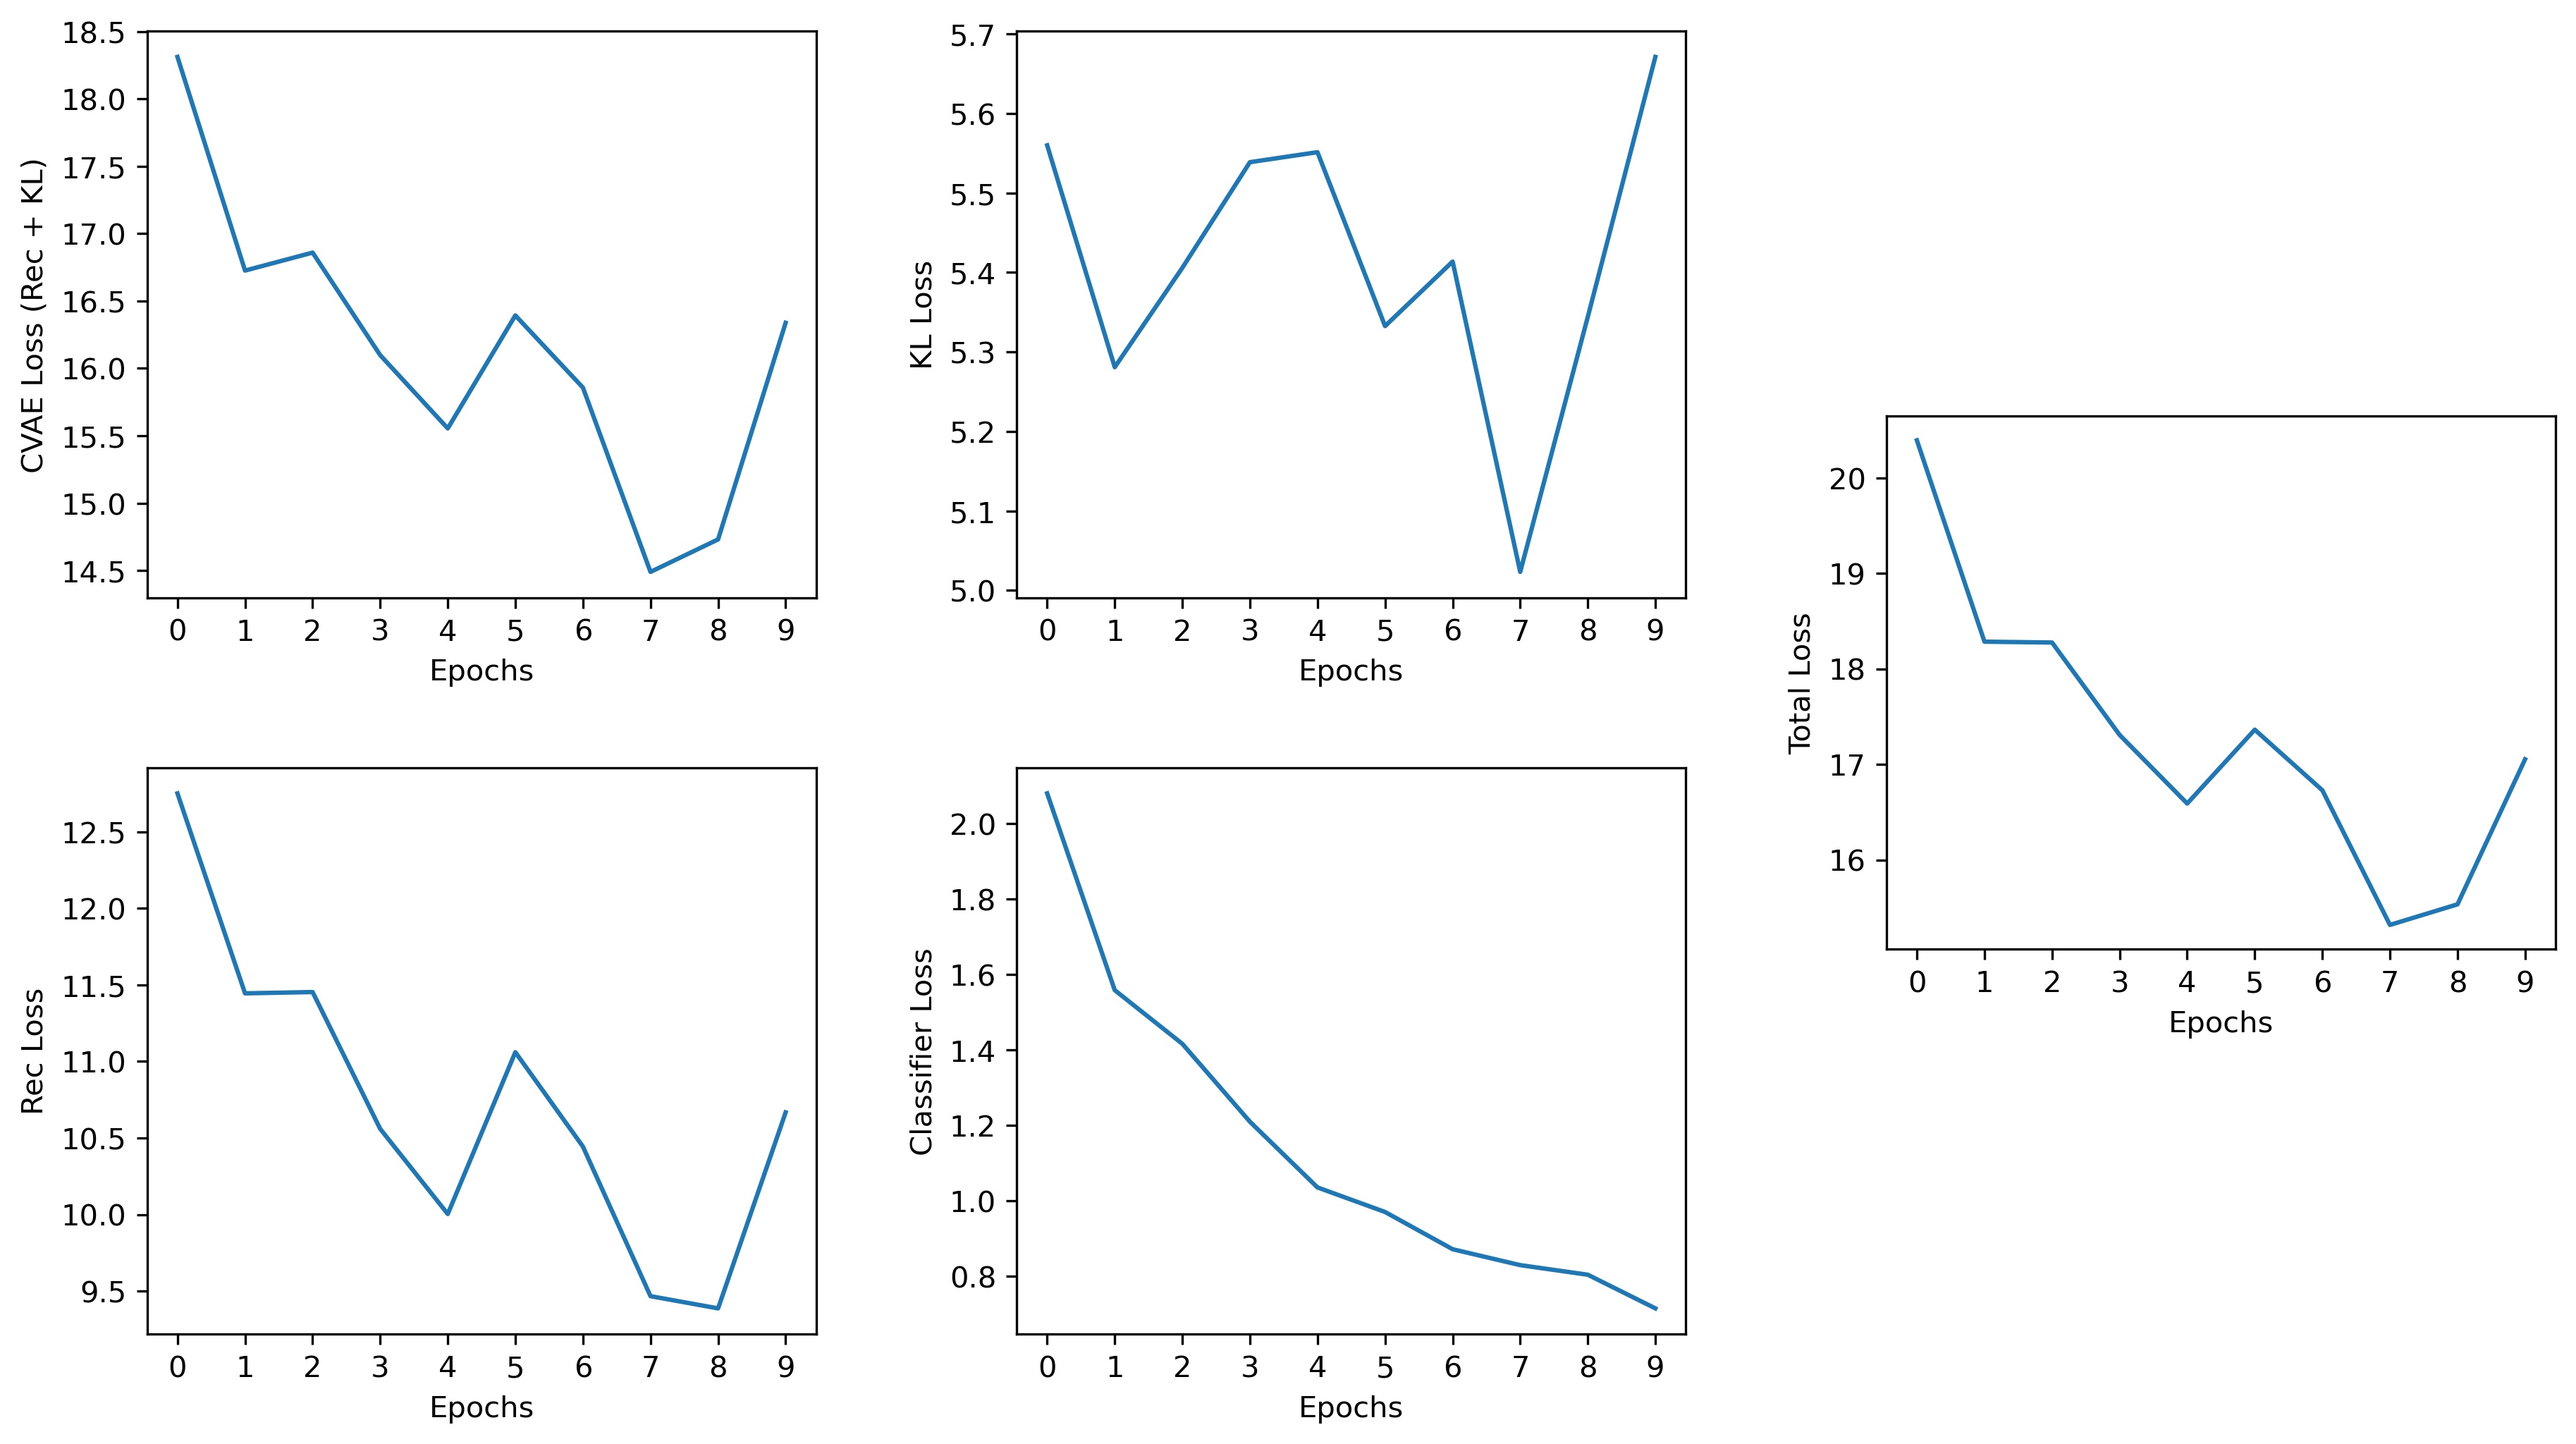 CVAE Loss (Rec + KL)
18.5
18.0
17.5
17.0
16.5
16.0
15.5
15.0
14.5
0 1 2 3 4 5 6 7 8 9
Epochs
KL Loss
5.7
5.6
5.5
5.4
5.3
5.2
5.1
5.0
0 1 2 3 4 5 6 7 8 9
Epochs
Rec Loss
12.5
12.0
11.5
11.0
10.5
10.0
9.5
0 1 2 3 4 5 6 7 8 9
Epochs
Classifier Loss
2.0
1.8
1.6
1.4
1.2
1.0
0.8
0 1 2 3 4 5 6 7 8 9
Epochs
Total Loss
20
19
18
17
16
0 1 2 3 4 5 6 7 8 9
Epochs